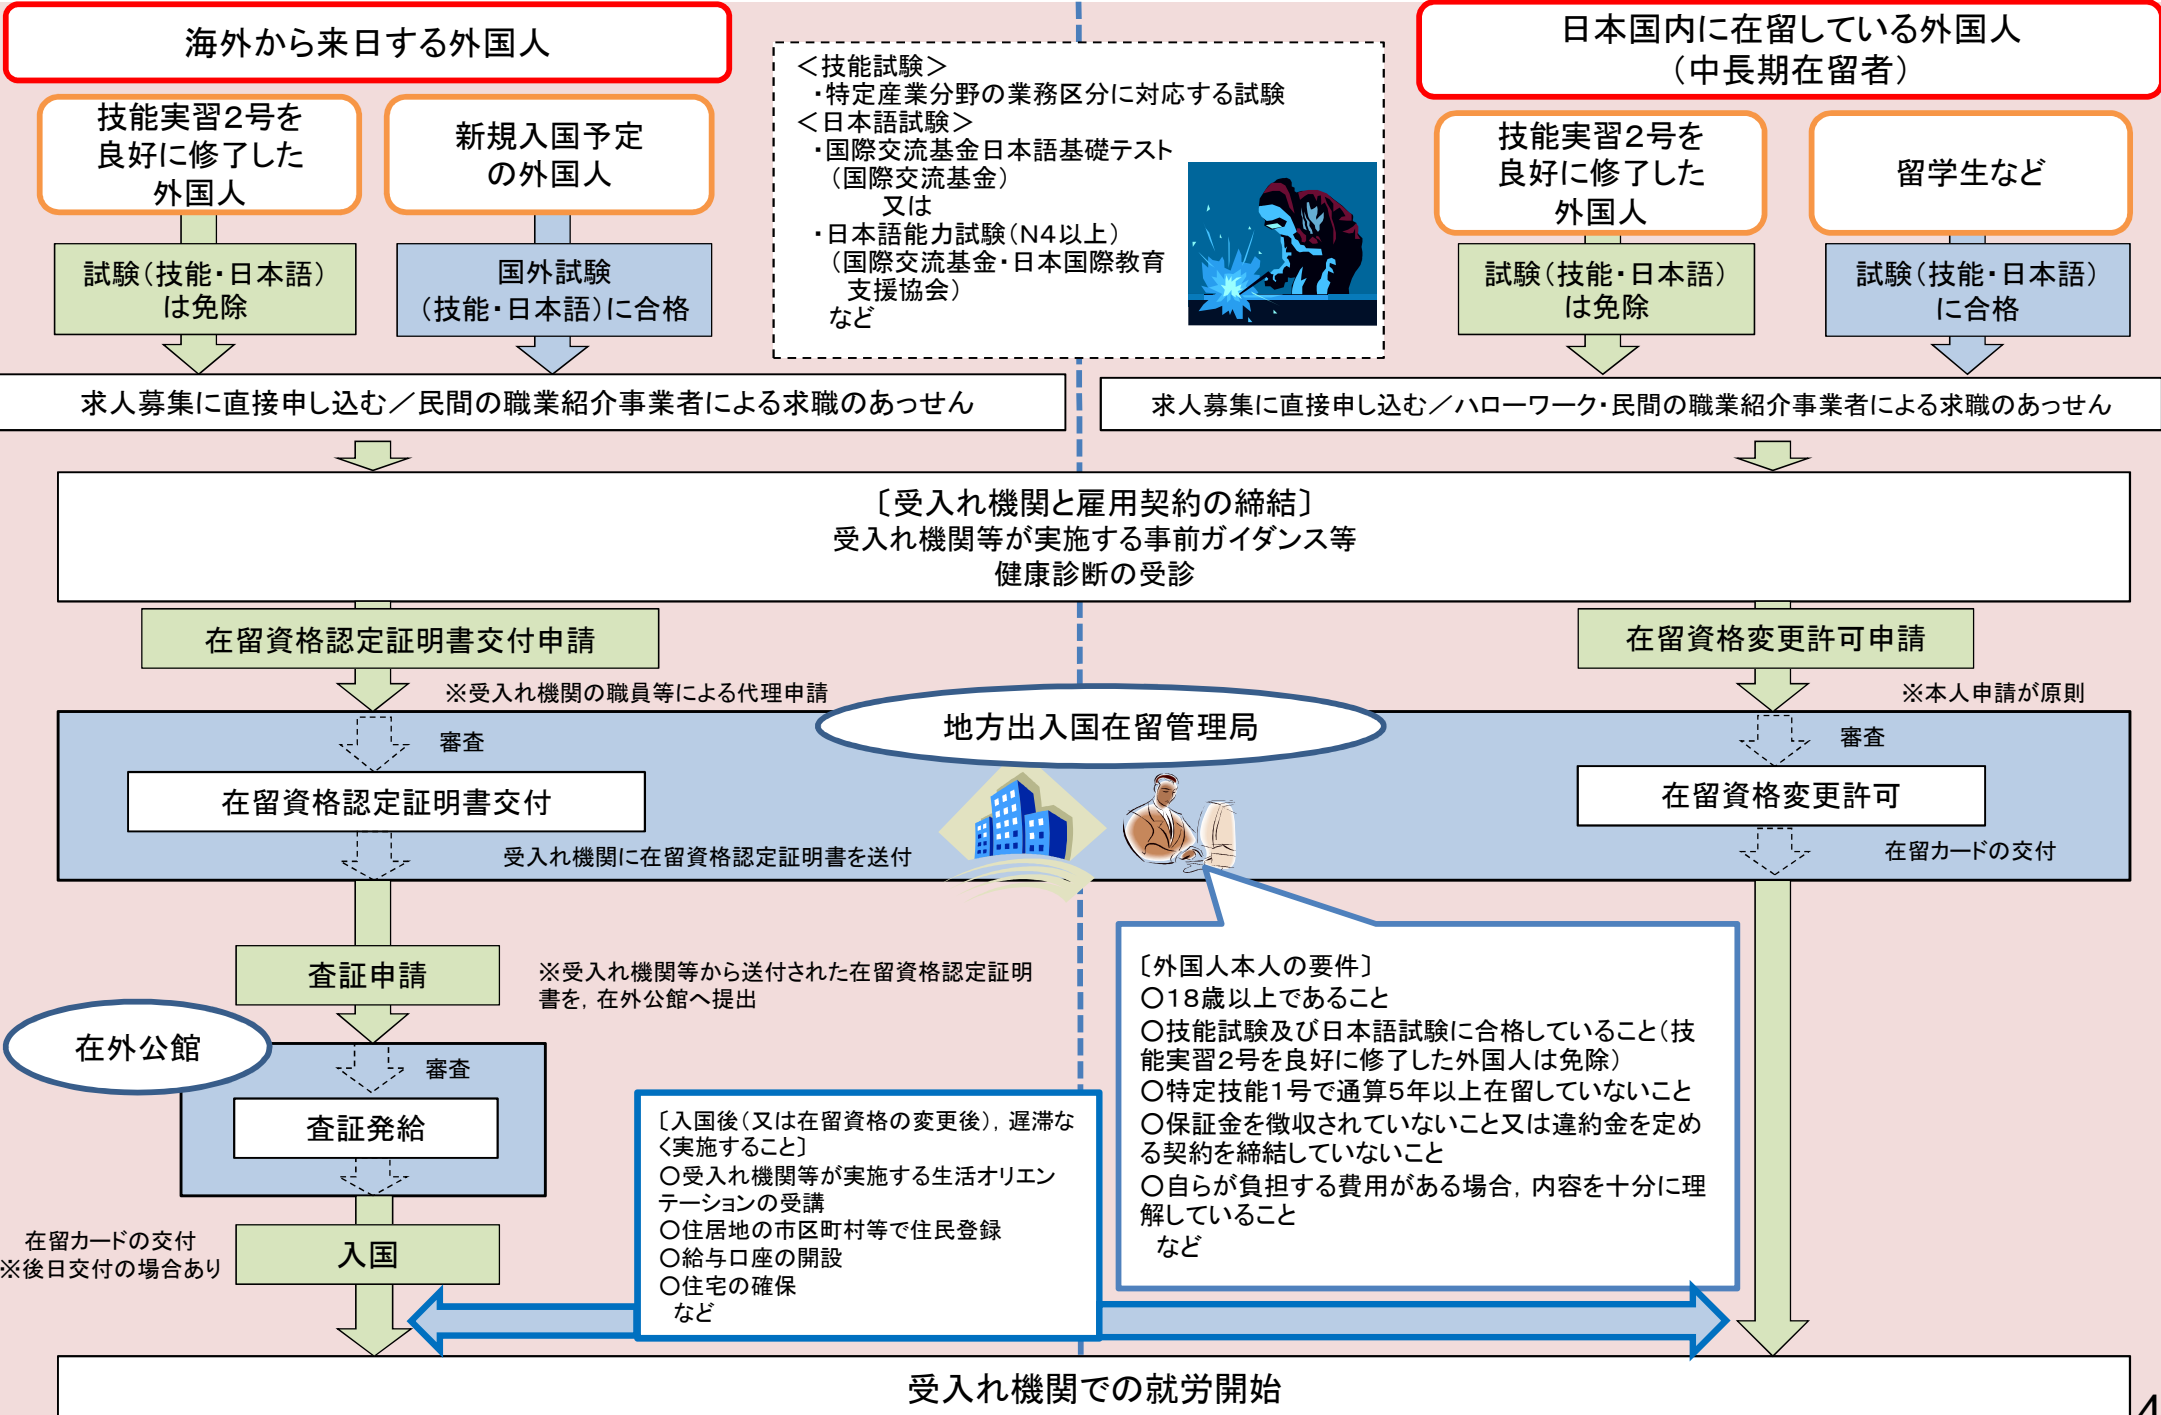 海外から来日する外国人
日本国内に在留している外国人
（中長期在留者）
技能実習２号を
良好に修了した
外国人
新規入国予定
の外国人
＜技能試験＞
・特定産業分野の業務区分に対応する試験
＜日本語試験＞
・国際交流基金日本語基礎テスト
（国際交流基金）
又は
・日本語能力試験（N４以上）
（国際交流基金・日本国際教育
支援協会）
など
技能実習２号を
良好に修了した
外国人
留学生など
試験（技能・日本語）
は免除
国外試験
（技能・日本語）に合格
試験（技能・日本語）
は免除
試験（技能・日本語）
に合格
求人募集に直接申し込む／民間の職業紹介事業者による求職のあっせん
求人募集に直接申し込む／ハローワーク・民間の職業紹介事業者による求職のあっせん
〔受入れ機関と雇用契約の締結〕
受入れ機関等が実施する事前ガイダンス等
健康診断の受診
在留資格認定証明書交付申請
在留資格変更許可申請
※受入れ機関の職員等による代理申請
※本人申請が原則
地方出入国在留管理局
審査
審査
在留資格認定証明書交付
在留資格変更許可
受入れ機関に在留資格認定証明書を送付
在留カードの交付
査証申請
※受入れ機関等から送付された在留資格認定証明
書を，在外公館へ提出
在外公館
審査
査証発給
〔外国人本人の要件〕
○１８歳以上であること
○技能試験及び日本語試験に合格していること（技
能実習２号を良好に修了した外国人は免除）
○特定技能１号で通算５年以上在留していないこと
○保証金を徴収されていないこと又は違約金を定め
る契約を締結していないこと
○自らが負担する費用がある場合，内容を十分に理
解していること
など
〔入国後（又は在留資格の変更後），遅滞な
く実施すること〕
○受入れ機関等が実施する生活オリエン
テーションの受講
○住居地の市区町村等で住民登録
○給与口座の開設
○住宅の確保
など
在留カードの交付
※後日交付の場合あり
入国
受入れ機関での就労開始
4